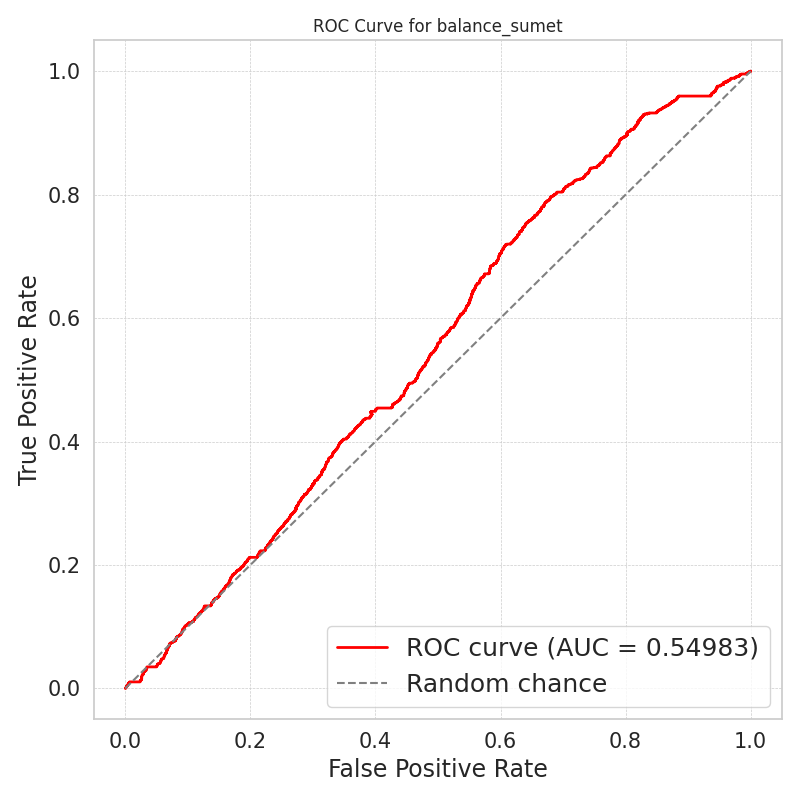 ROC Curve for balance_sumet
1.0
0.8
0.6
0.4
0.2
0.0
True Positive Rate
ROC curve (AUC = 0.54983)
Random chance
0.0 0.2 0.4 0.6 0.8 1.0
False Positive Rate